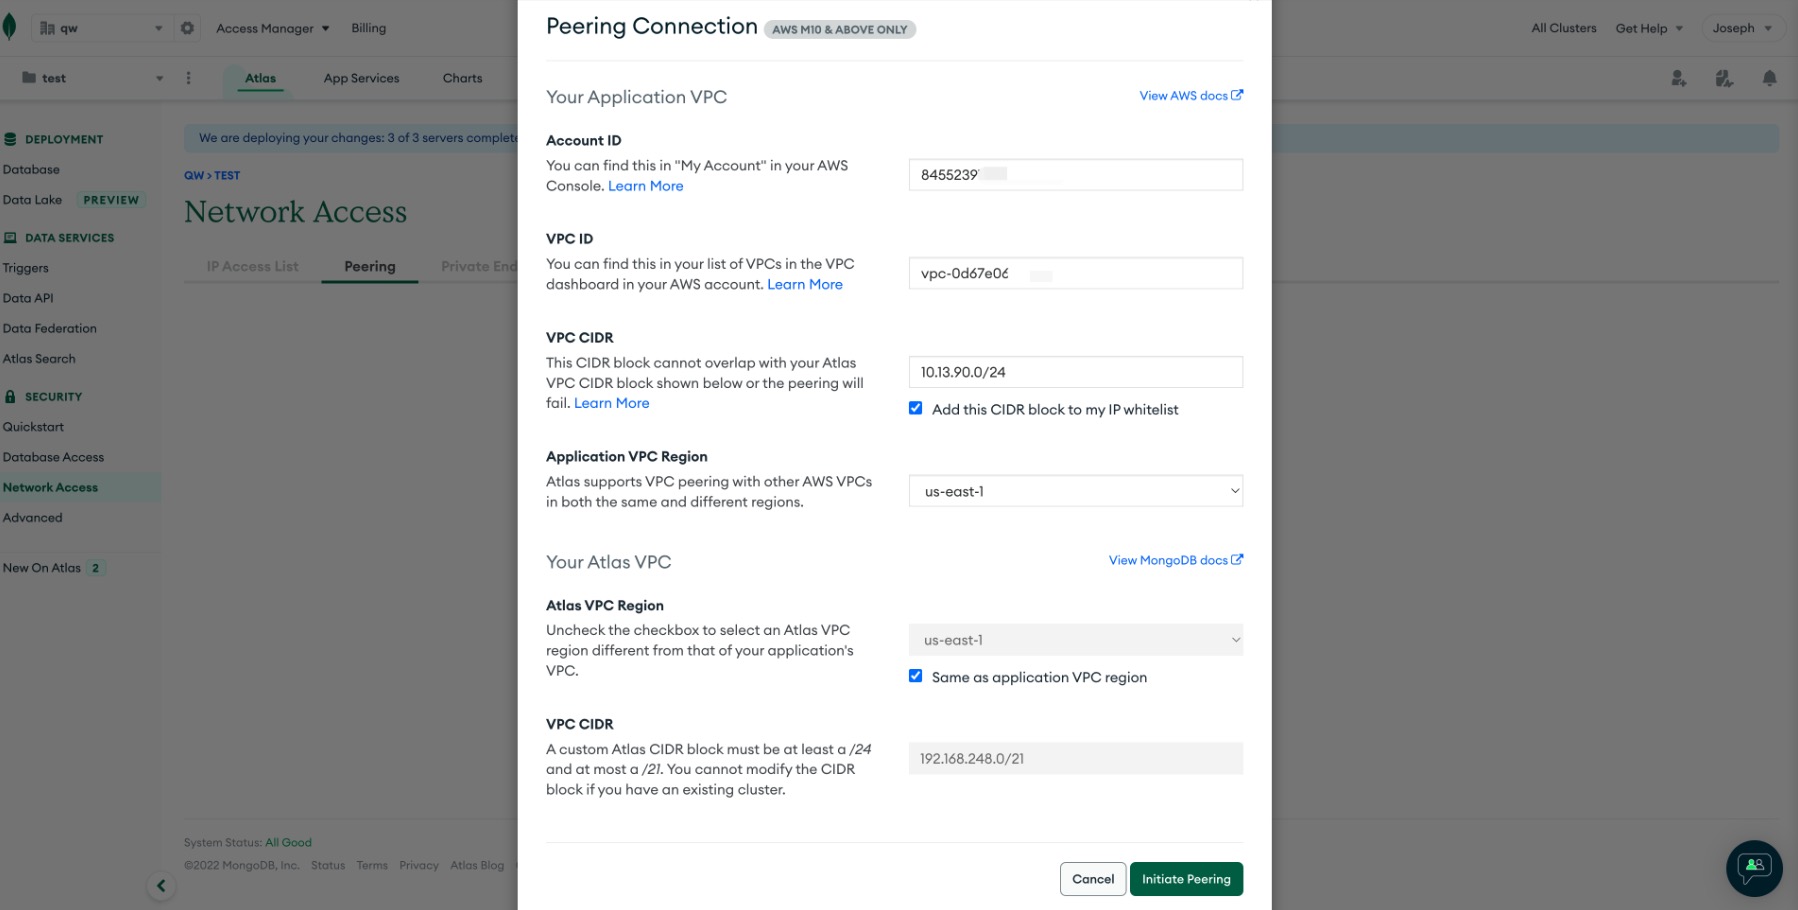 qw
Access Manager
Billing
All Clusters
Get Help
Joseph
test
Atlas
App Services
Charts
DEPLOYMENT
Database
Data Lake PREVIEW
DATA SERVICES
Triggers
Data API
Data Federation
Atlas Search
SECURITY
Quickstart
Database Access
Network Access
Advanced
New On Atlas 2
We are deploying your changes: 3 of 3 servers complete
QW > TEST
Network Access
IP Access List
Peering
Private End
System Status: All Good
©2022 MongoDB, Inc. Status Terms Privacy Atlas Blog
Peering Connection AWS M10 & ABOVE ONLY
Your Application VPC
View AWS docs
Account ID
You can find this in "My Account" in your AWS
Console. Learn More
8455239
VPC ID
You can find this in your list of VPCs in the VPC
dashboard in your AWS account. Learn More
vpc-0d67e06
VPC CIDR
This CIDR block cannot overlap with your Atlas
VPC CIDR block shown below or the peering will
fail. Learn More
10.13.90.0/24
Add this CIDR block to my IP whitelist
Application VPC Region
Atlas supports VPC peering with other AWS VPCs
in both the same and different regions.
us-east-1
Your Atlas VPC
View MongoDB docs
Atlas VPC Region
Uncheck the checkbox to select an Atlas VPC
region different from that of your application's
VPC.
us-east-1
Same as application VPC region
VPC CIDR
A custom Atlas CIDR block must be at least a /24
and at most a /21. You cannot modify the CIDR
block if you have an existing cluster.
192.168.248.0/21
Cancel
Initiate Peering